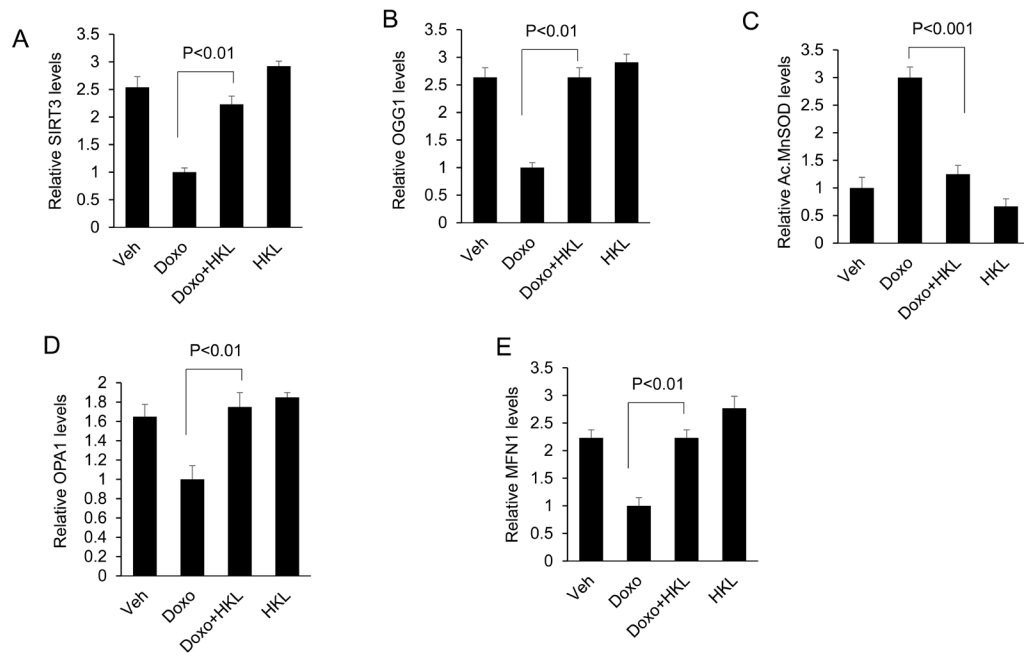 A
P<0.01
Relative SIRT3 levels
3.5
3
2.5
2
1.5
1
0.5
0
Veh
Doxo
Doxo+HKL
HKL
B
P<0.01
Relative OGG1 levels
3.5
3
2.5
2
1.5
1
0.5
0
Veh
Doxo
Doxo+HKL
HKL
C
P<0.001
Relative Ac.MnSOD levels
3.5
3
2.5
2
1.5
1
0.5
0
Veh
Doxo
Doxo+HKL
HKL
D
P<0.01
Relative OPA1 levels
2
1.8
1.6
1.4
1.2
1
0.8
0.6
0.4
0.2
0
Veh
Doxo
Doxo+HKL
HKL
E
P<0.01
Relative MFN1 levels
3.5
3
2.5
2
1.5
1
0.5
0
Veh
Doxo
Doxo+HKL
HKL